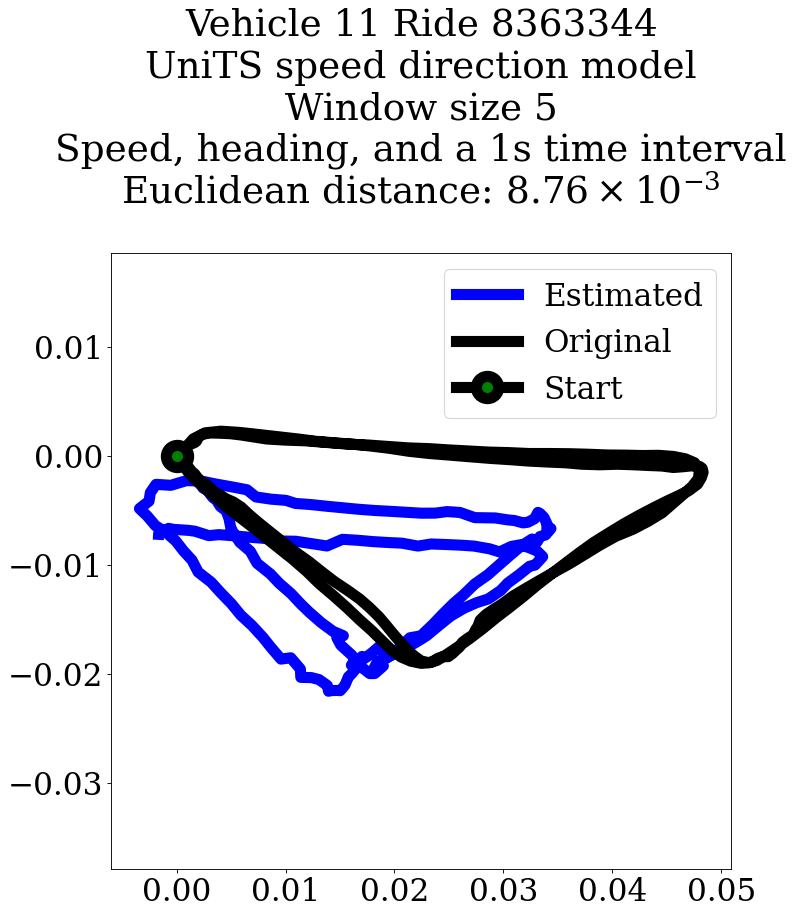 Vehicle 11 Ride 8363344
UniTS speed direction model
Window size 5
Speed, heading, and a 1s time interval
Euclidean distance: 8.76 × 10⁻³
Estimated
Original
Start
0.01
0.00
−0.01
−0.02
−0.03
0.00 0.01 0.02 0.03 0.04 0.05